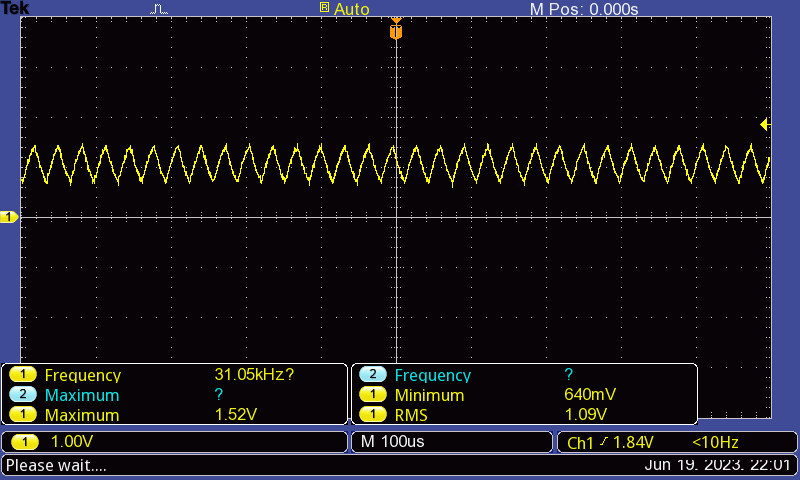 Tek R Auto M Pos: 0.000s
T
1
1 Frequency 31.05kHz? 2 Frequency ?
2 Maximum ? 1 Minimum 640mV
1 Maximum 1.52V 1 RMS 1.09V
1 1.00V M 100us Ch1 1.84V <10Hz
Please wait.... Jun 19. 2023. 22:01